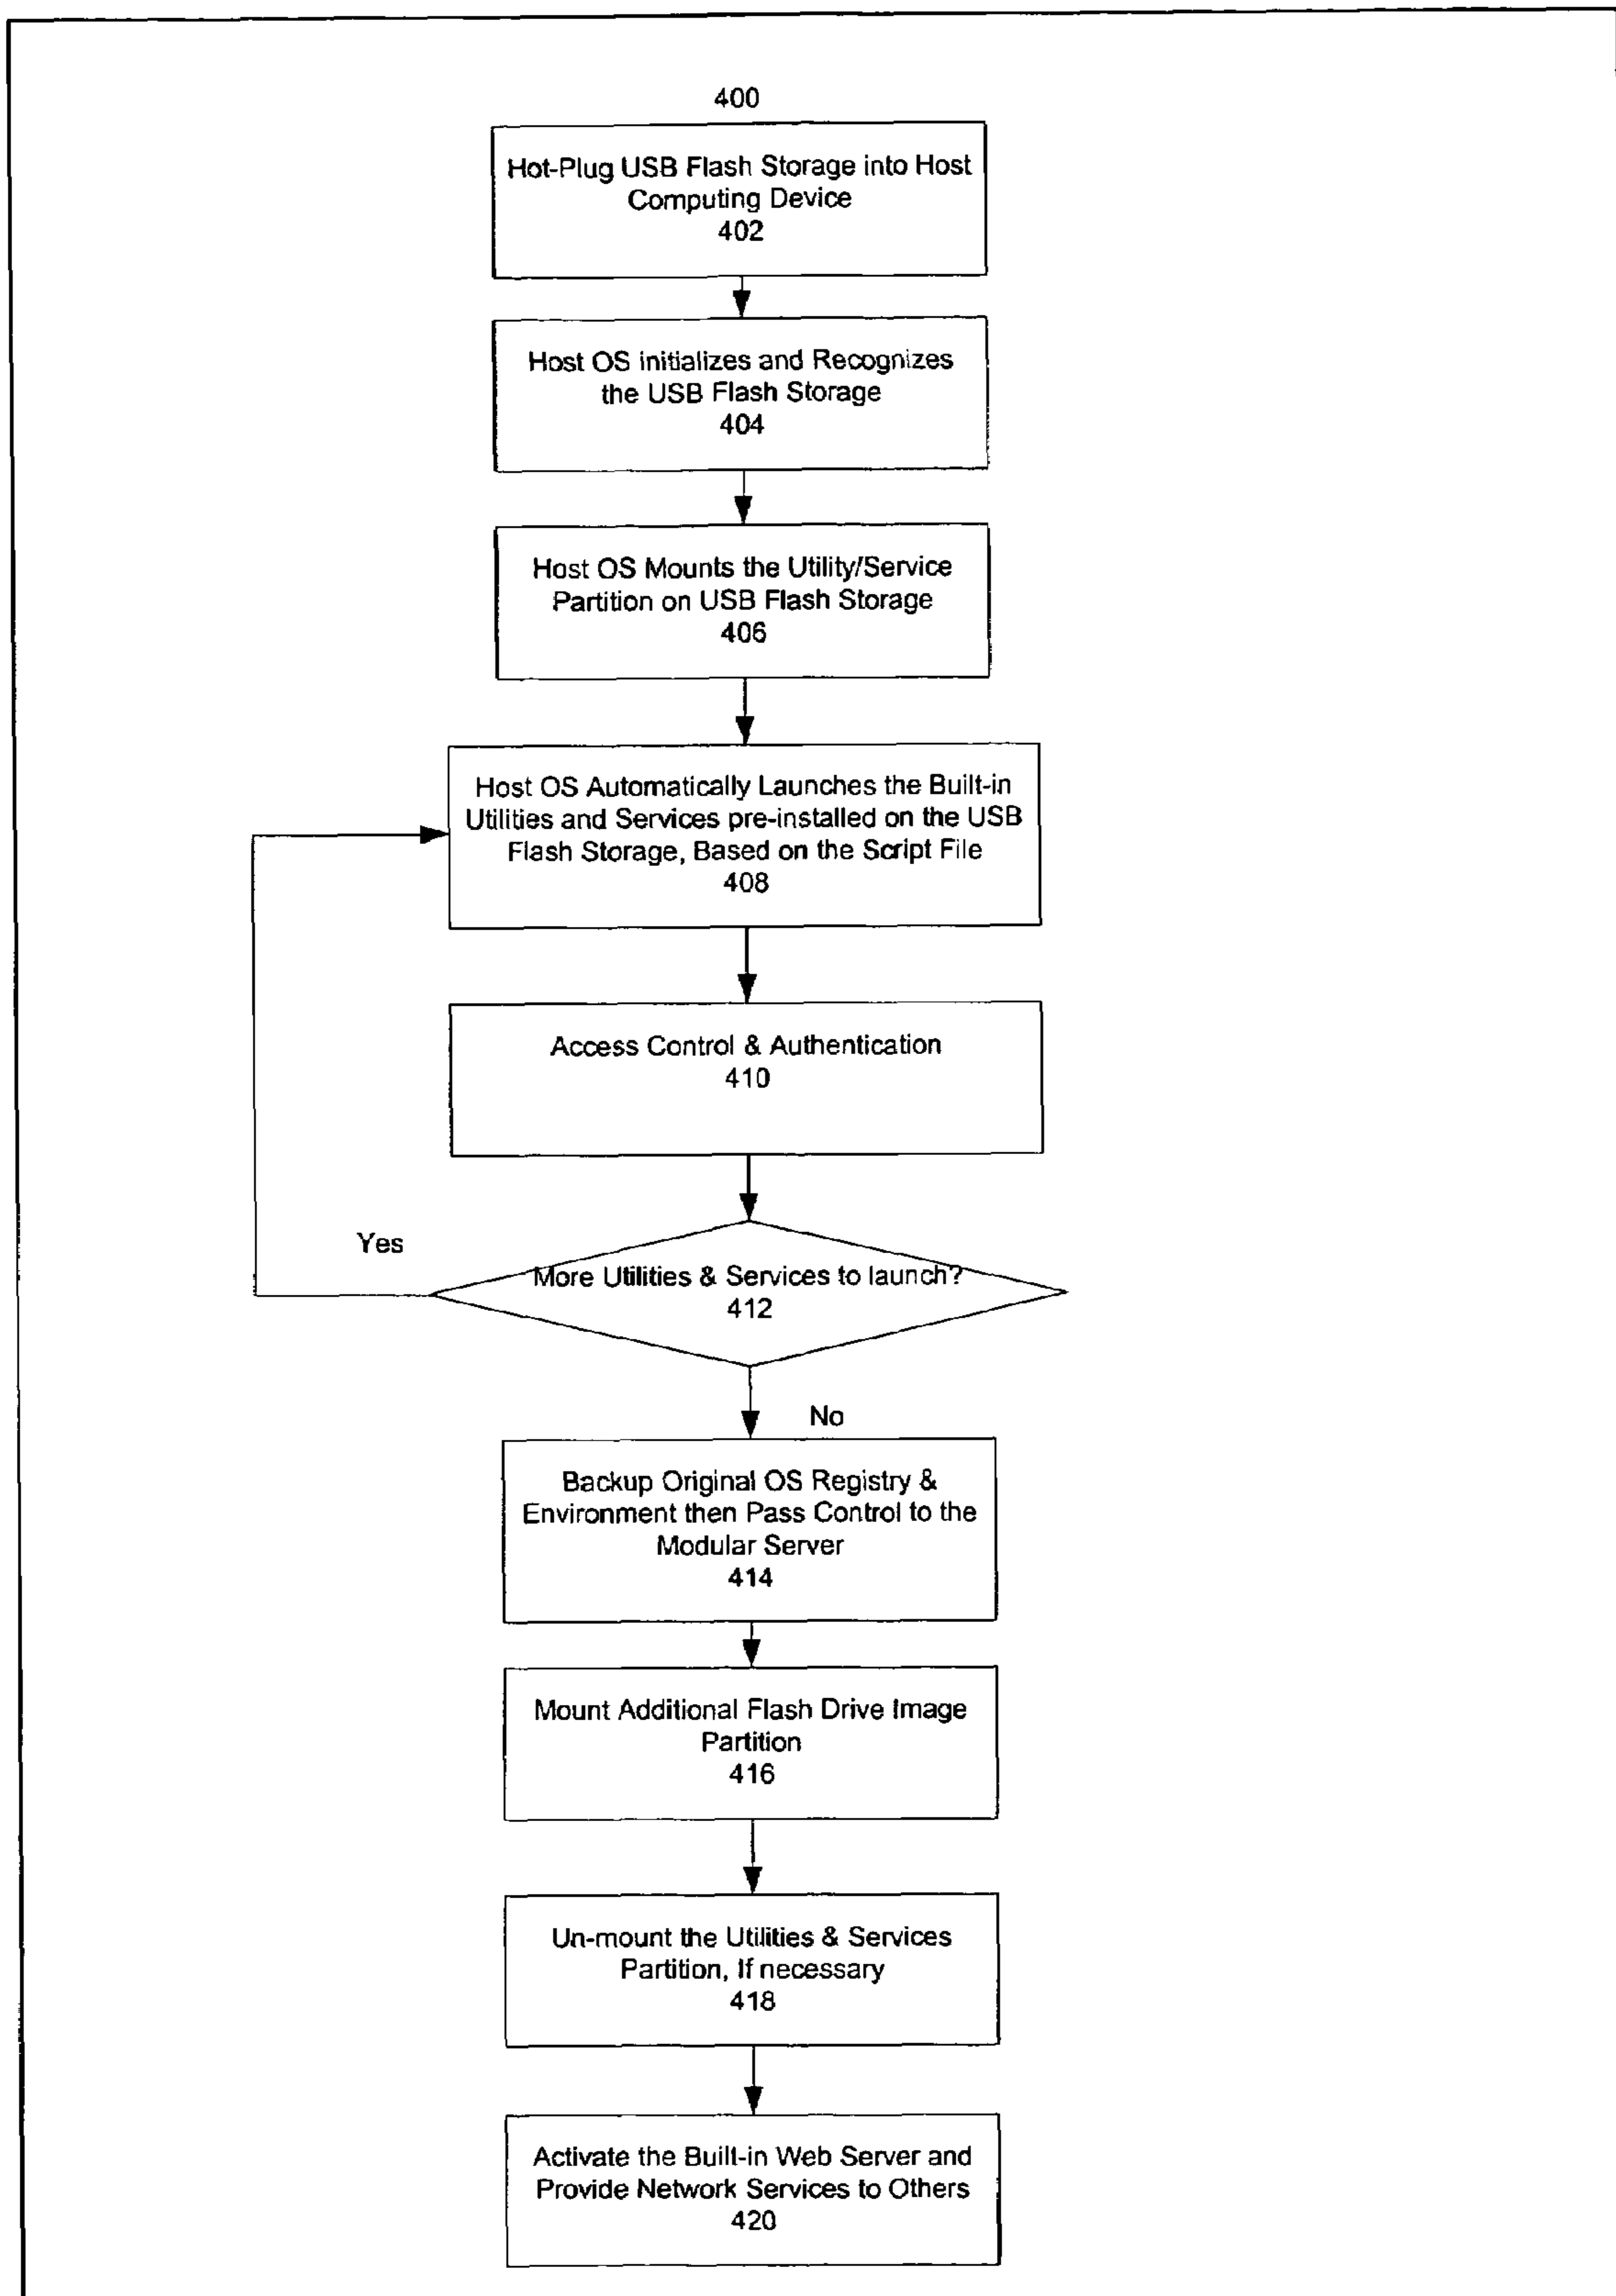 400
Hot-Plug USB Flash Storage into Host
Computing Device
402
Host OS initializes and Recognizes
the USB Flash Storage
404
Host OS Mounts the Utility/Service
Partition on USB Flash Storage
406
Host OS Automatically Launches the Built-in
Utilities and Services pre-installed on the USB
Flash Storage, Based on the Script File
408
Access Control & Authentication
410
Yes
More Utilities & Services to launch?
412
No
Backup Original OS Registry &
Environment then Pass Control to the
Modular Server
414
Mount Additional Flash Drive Image
Partition
416
Un-mount the Utilities & Services
Partition, If necessary
418
Activate the Built-in Web Server and
Provide Network Services to Others
420